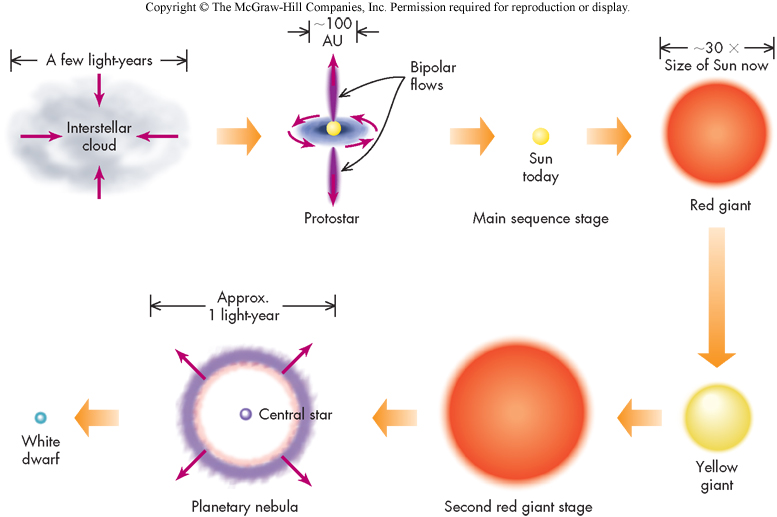 Copyright © The McGraw-Hill Companies, Inc. Permission required for reproduction or display.
A few light-years
Interstellar
cloud
~100
AU
Bipolar
flows
Protostar
Sun
today
Main sequence stage
~30 ×
Size of Sun now
Red giant
Yellow
giant
Second red giant stage
Approx.
1 light-year
Central star
Planetary nebula
White
dwarf